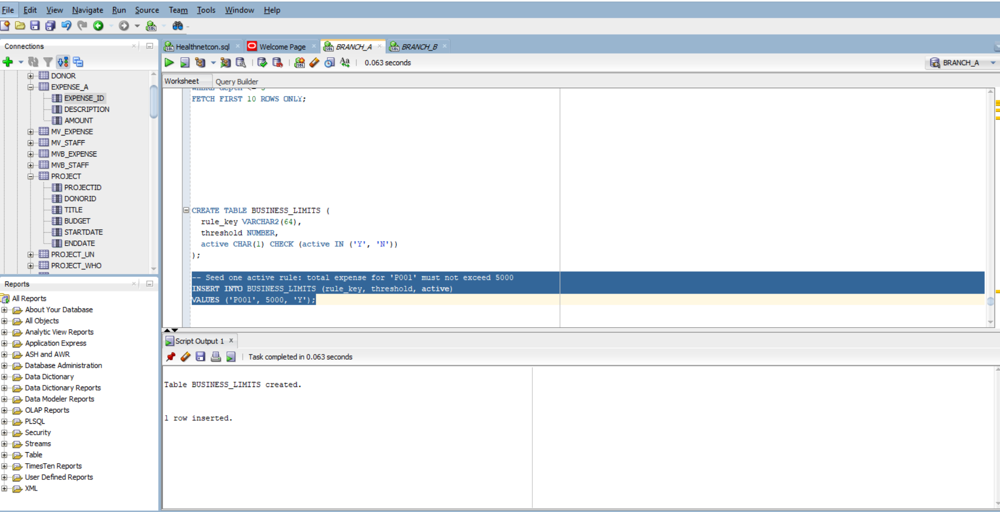 File Edit View Navigate Run Source Team Tools Window Help
Connections
DONOR
EXPENSE_A
EXPENSE_ID
DESCRIPTION
AMOUNT
MV_EXPENSE
MV_STAFF
MVB_EXPENSE
MVB_STAFF
PROJECT
PROJECTID
DONORID
TITLE
BUDGET
STARTDATE
ENDDATE
PROJECT_UN
PROJECT_WHO
Reports
All Reports
About Your Database
All Objects
Analytic View Reports
Application Express
ASH and AWR
Database Administration
Data Dictionary
Data Dictionary Reports
Data Modeler Reports
OLAP Reports
PLSQL
Security
Streams
Table
TimesTen Reports
User Defined Reports
XML
Healthnetcon.sql Welcome Page BRANCH_A BRANCH_B
0.063 seconds BRANCH_A
Worksheet Query Builder
WHERE depth <= 3
FETCH FIRST 10 ROWS ONLY;
CREATE TABLE BUSINESS_LIMITS (
rule_key VARCHAR2(64),
threshold NUMBER,
active CHAR(1) CHECK (active IN ('Y', 'N'))
);
-- Seed one active rule: total expense for 'P001' must not exceed 5000
INSERT INTO BUSINESS_LIMITS (rule_key, threshold, active)
VALUES ('P001', 5000, 'Y');
Script Output 1
Task completed in 0.063 seconds
Table BUSINESS_LIMITS created.
1 row inserted.